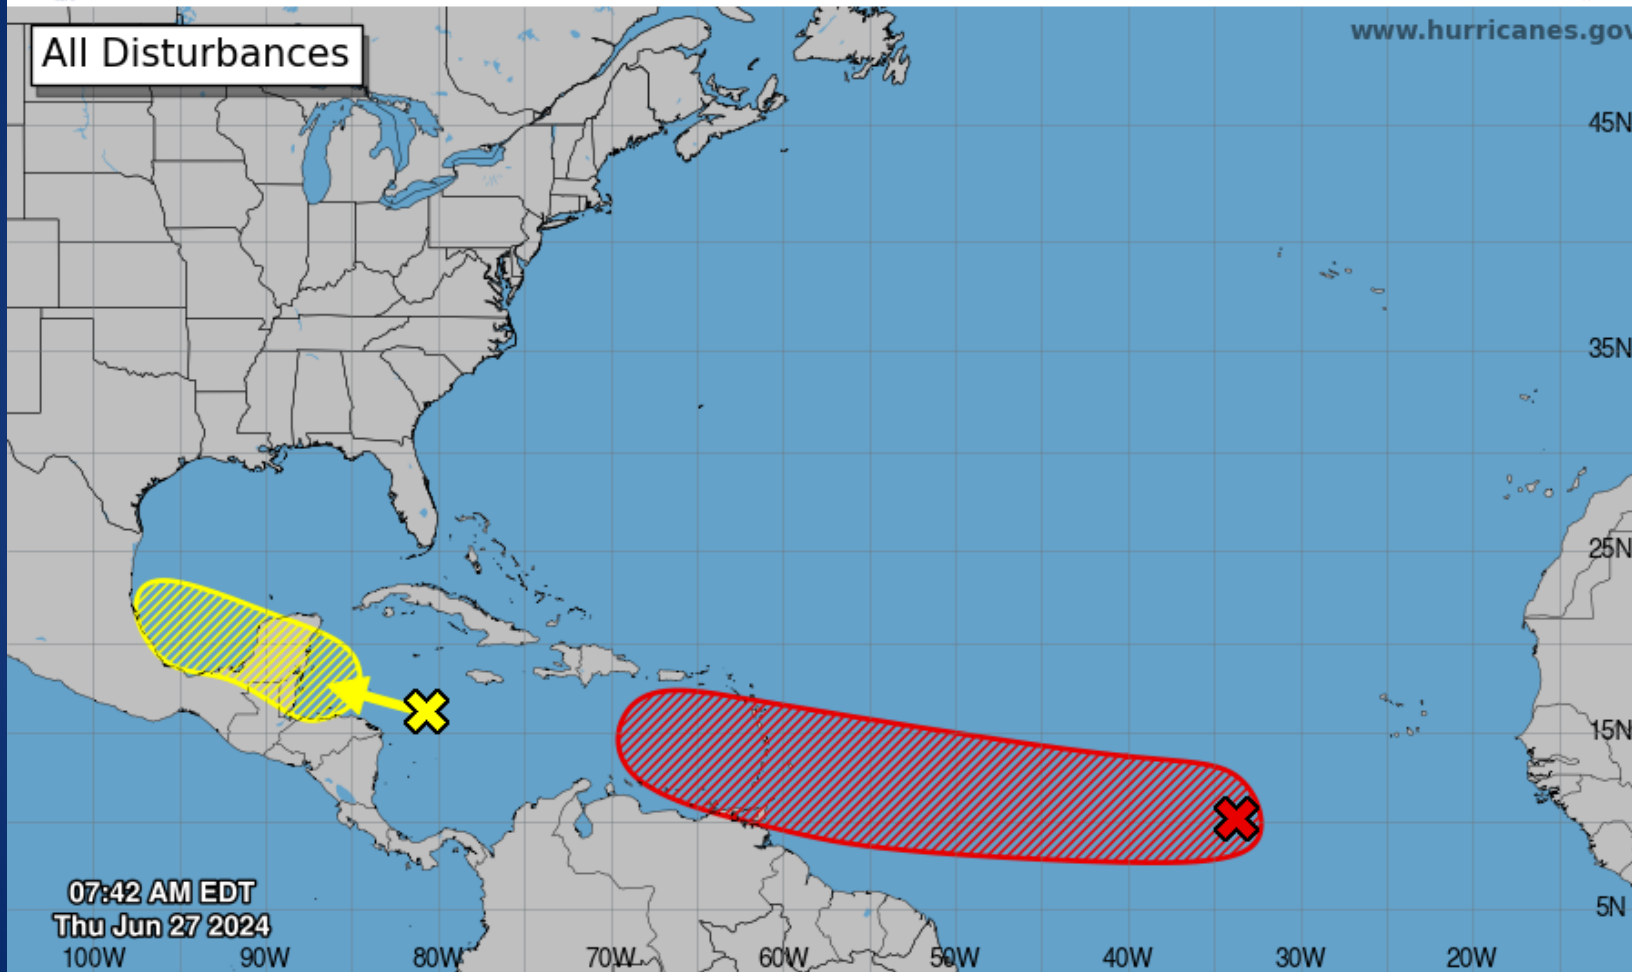 All Disturbances
www.hurricanes.gov
45N
35N
25N
15N
5N
07:42 AM EDT
Thu Jun 27 2024
100W 90W 80W 70W 60W 50W 40W 30W 20W